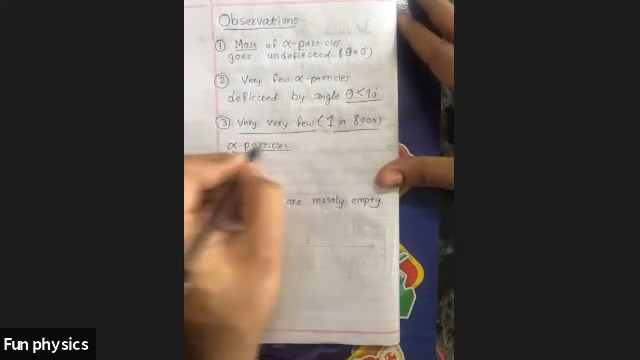 Observations
① Most of α-particles
goes undeflected. (θ=0)
② Very few α-particles
deflected by angle θ<90°
③ Very very few (1 in 8000)
α-particles
are mostly empty
Fun physics